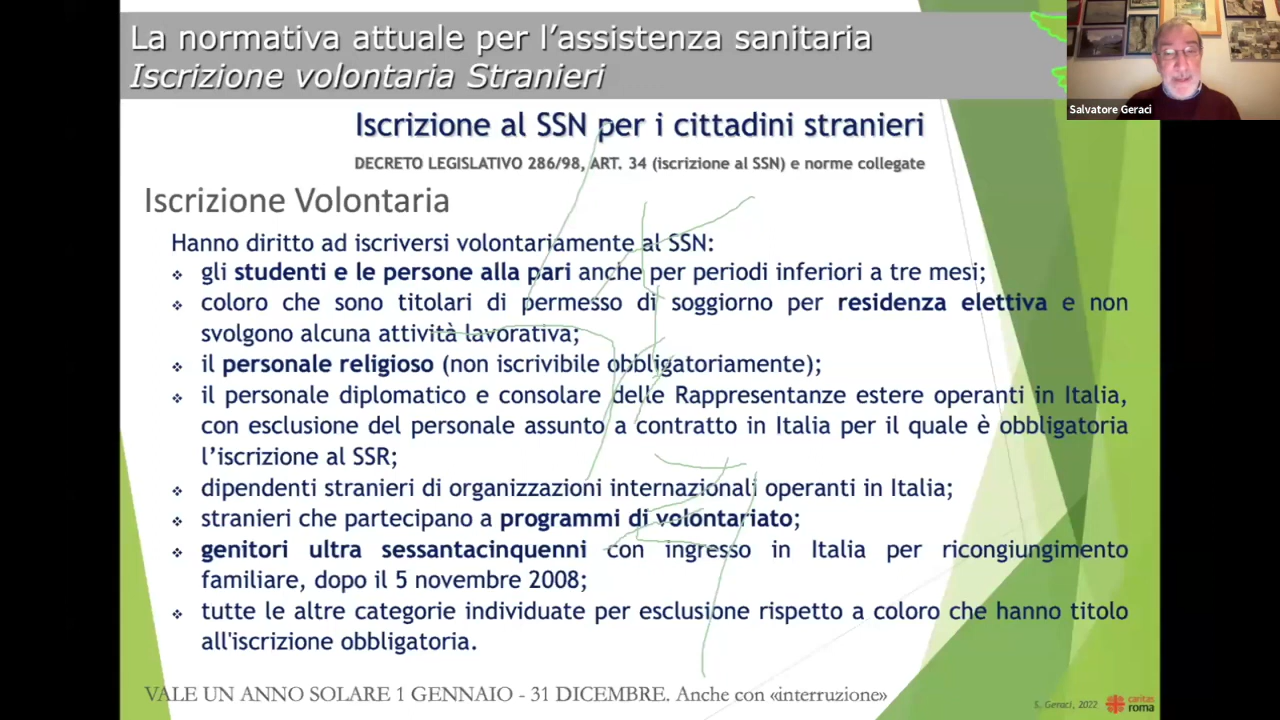 La normativa attuale per l’assistenza sanitaria
Iscrizione volontaria Stranieri
Salvatore Geraci
Iscrizione al SSN per i cittadini stranieri
DECRETO LEGISLATIVO 286/98, ART. 34 (iscrizione al SSN) e norme collegate
Iscrizione Volontaria
Hanno diritto ad iscriversi volontariamente al SSN:
❖ gli studenti e le persone alla pari anche per periodi inferiori a tre mesi;
❖ coloro che sono titolari di permesso di soggiorno per residenza elettiva e non
svolgono alcuna attività lavorativa;
❖ il personale religioso (non iscrivibile obbligatoriamente);
❖ il personale diplomatico e consolare delle Rappresentanze estere operanti in Italia,
con esclusione del personale assunto a contratto in Italia per il quale è obbligatoria
l’iscrizione al SSR;
❖ dipendenti stranieri di organizzazioni internazionali operanti in Italia;
❖ stranieri che partecipano a programmi di volontariato;
❖ genitori ultra sessantacinquenni con ingresso in Italia per ricongiungimento
familiare, dopo il 5 novembre 2008;
❖ tutte le altre categorie individuate per esclusione rispetto a coloro che hanno titolo
all'iscrizione obbligatoria.
VALE UN ANNO SOLARE 1 GENNAIO - 31 DICEMBRE. Anche con «interruzione»
S. Geraci, 2022
caritas
roma